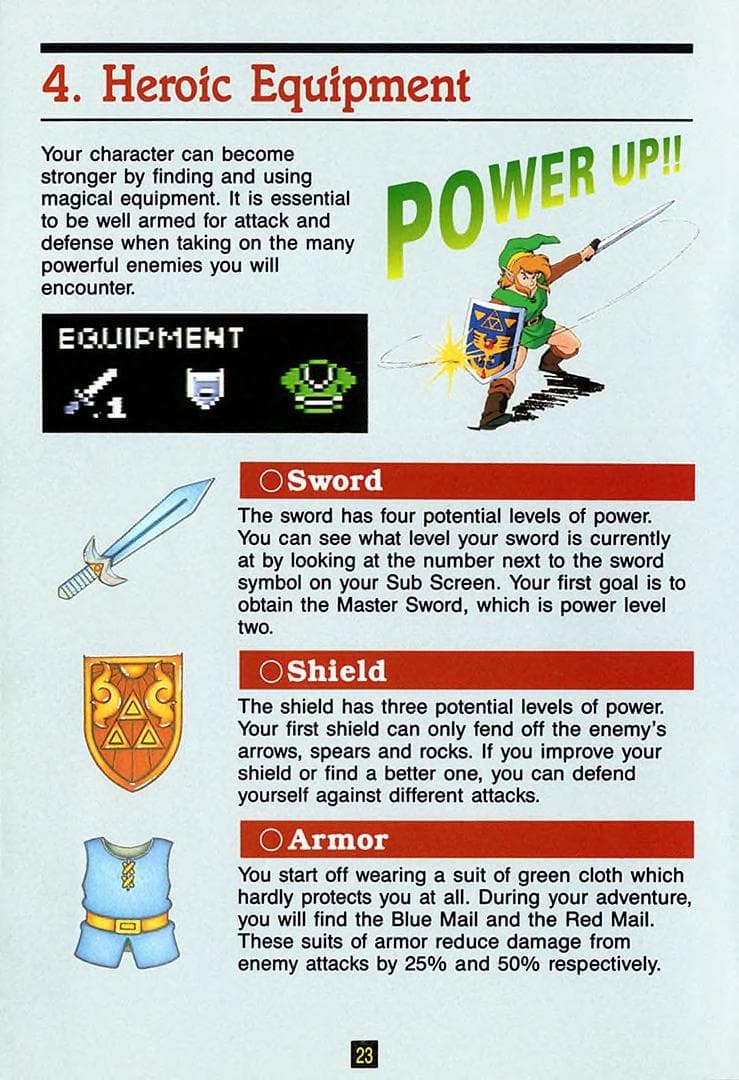 4. Heroic Equipment
Your character can become
stronger by finding and using
magical equipment. It is essential
to be well armed for attack and
defense when taking on the many
powerful enemies you will
encounter.
POWER UP!!
EQUIPMENT
.1
○Sword
The sword has four potential levels of power.
You can see what level your sword is currently
at by looking at the number next to the sword
symbol on your Sub Screen. Your first goal is to
obtain the Master Sword, which is power level
two.
○Shield
The shield has three potential levels of power.
Your first shield can only fend off the enemy's
arrows, spears and rocks. If you improve your
shield or find a better one, you can defend
yourself against different attacks.
○Armor
You start off wearing a suit of green cloth which
hardly protects you at all. During your adventure,
you will find the Blue Mail and the Red Mail.
These suits of armor reduce damage from
enemy attacks by 25% and 50% respectively.
23